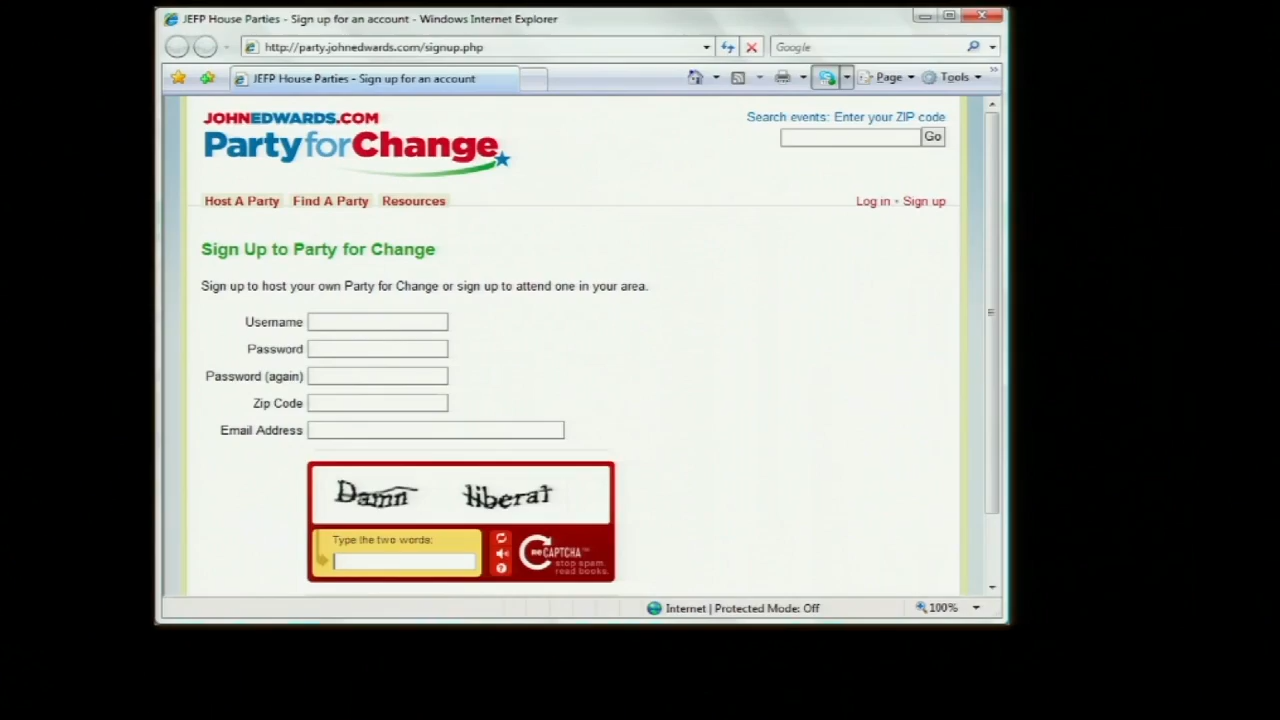 JEFP House Parties - Sign up for an account - Windows Internet Explorer
http://party.johnedwards.com/signup.php
Google
JEFP House Parties - Sign up for an account
Page
Tools
JOHNEDWARDS.COM
PartyforChange
Search events: Enter your ZIP code
Go
Host A Party Find A Party Resources
Log in • Sign up
Sign Up to Party for Change
Sign up to host your own Party for Change or sign up to attend one in your area.
Username
Password
Password (again)
Zip Code
Email Address
Damn liberal
Type the two words:
reCAPTCHA™
stop spam.
read books.
Internet | Protected Mode: Off
100%